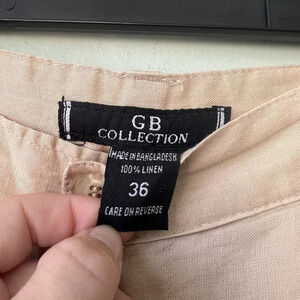 GB
COLLECTION
MADE IN BANGLADESH
100% LINEN
36
CARE ON REVERSE